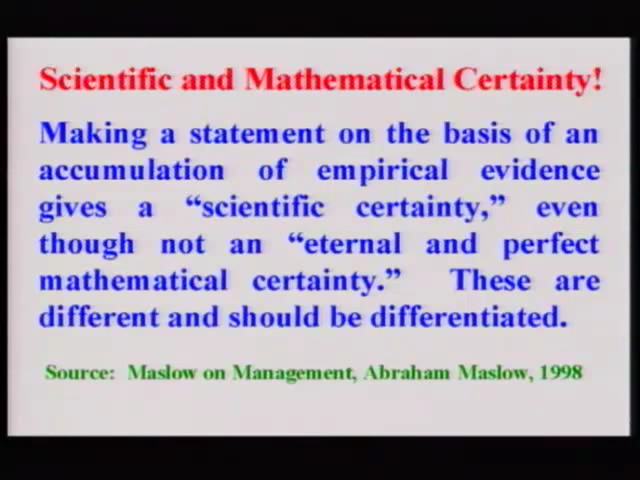 Scientific and Mathematical Certainty!
Making a statement on the basis of an
accumulation of empirical evidence
gives a “scientific certainty,” even
though not an “eternal and perfect
mathematical certainty.” These are
different and should be differentiated.
Source: Maslow on Management, Abraham Maslow, 1998